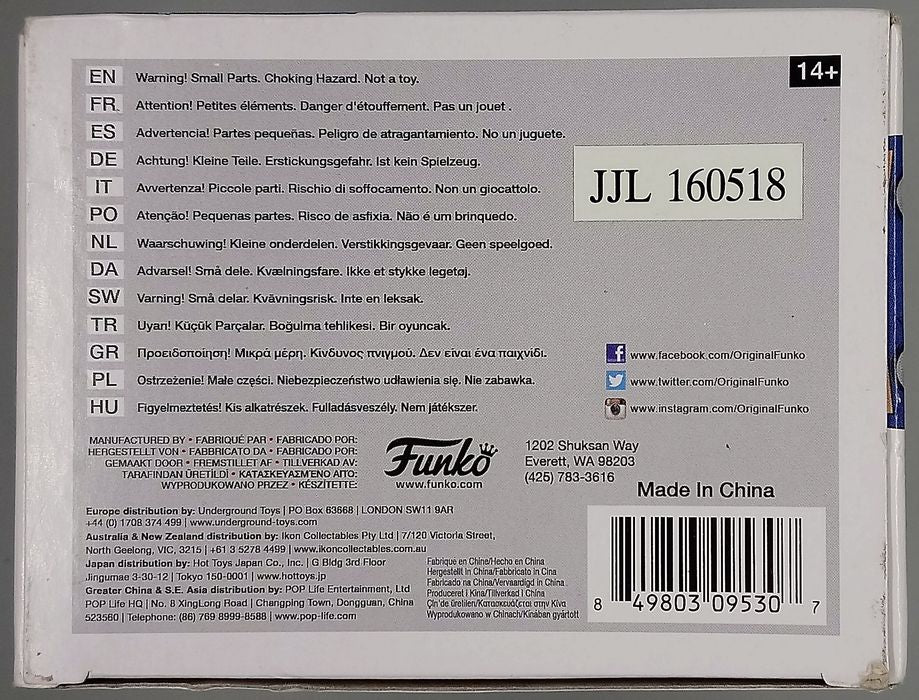 14+
EN Warning! Small Parts. Choking Hazard. Not a toy.
FR Attention! Petites éléments. Danger d'étouffement. Pas un jouet .
ES Advertencia! Partes pequeñas. Peligro de atragantamiento. No un juguete.
DE Achtung! Kleine Teile. Erstickungsgefahr. Ist kein Spielzeug.
IT Avvertenza! Piccole parti. Rischio di soffocamento. Non un giocattolo.
PO Atenção! Pequenas partes. Risco de asfixia. Não é um brinquedo.
NL Waarschuwing! Kleine onderdelen. Verstikkingsgevaar. Geen speelgoed.
DA Advarsel! Små dele. Kvælningsfare. Ikke et stykke legetøj.
SW Varning! Små delar. Kvävningsrisk. Inte en leksak.
TR Uyarı! Küçük Parçalar. Boğulma tehlikesi. Bir oyuncak.
GR Προειδοποίηση! Μικρά μέρη. Κίνδυνος πνιγμού. Δεν είναι ένα παιχνίδι.
PL Ostrzeżenie! Małe części. Niebezpieczeństwo udławienia się. Nie zabawka.
HU Figyelmeztetés! Kis alkatrészek. Fulladásveszély. Nem játékszer.
JJL 160518
www.facebook.com/OriginalFunko
www.twitter.com/OriginalFunko
www.instagram.com/OriginalFunko
MANUFACTURED BY • FABRIQUÉ PAR • FABRICADO POR:
HERGESTELLT VON • FABBRICATO DA • FABRICADO POR:
GEMAAKT DOOR • FREMSTILLET AF • TILLVERKAD AV:
TARAFINDAN ÜRETİLDİ • ΚΑΤΑΣΚΕΥΑΣΜΈΝΟ ΑΠΌ:
WYPRODUKOWANO PRZEZ • KÉSZÍTETTE:
Funko
www.funko.com
1202 Shuksan Way
Everett, WA 98203
(425) 783-3616
Made In China
Europe distribution by: Underground Toys | PO Box 63668 | LONDON SW11 9AR
+44 (0) 1708 374 499 | www.underground-toys.com
Australia & New Zealand distribution by: Ikon Collectables Pty Ltd | 7/120 Victoria Street,
North Geelong, VIC, 3215 | +61 3 5278 4499 | www.ikoncollectables.com.au
Japan distribution by: Hot Toys Japan Co., Inc. | G Bldg 3rd Floor
Jingumae 3-30-12 | Tokyo 150-0001 | www.hottoys.jp
Greater China & S.E. Asia distribution by: POP Life Entertainment, Ltd
POP Life HQ | No. 8 XingLong Road | Changping Town, Dongguan, China
523560 | Telephone: (86) 769 8999-8588 | www.pop-life.com
Fabriqué en Chine/Hecho en China
Hergestellt in China/Fabbricato in Cina
Fabricado na China/Vervaardigd in China
Produceret i Kina/Tillverkad i China
Çin'de üretilen/Κατασκευάζεται στην Κίνα
Wyprodukowano w Chinach/Kínában gyártott
8 49803 09530 7